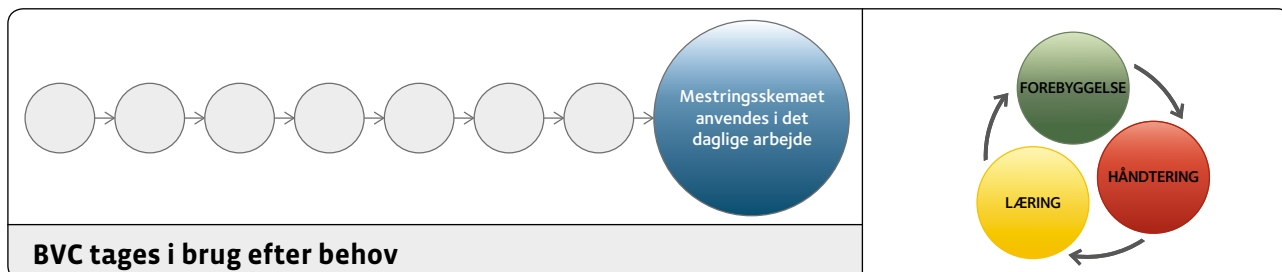 Mestringsskemaet
anvendes i det
daglige arbejde
BVC tages i brug efter behov
FOREBYGGELSE
HÅNDTERING
LÆRING